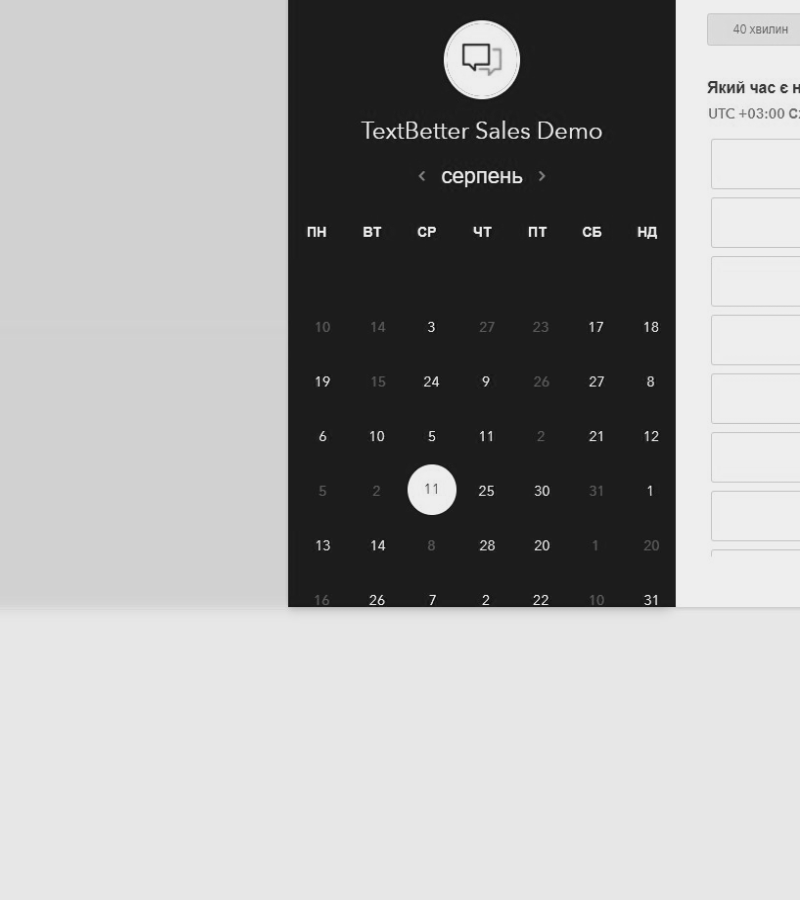 40 хвилин
TextBetter Sales Demo
серпень
ПН ВТ СР ЧТ ПТ СБ НД
10 14 3 27 23 17 18
19 15 24 9 26 27 8
6 10 5 11 2 21 12
5 2 11 25 30 31 1
13 14 8 28 20 1 20
16 26 7 2 22 10 31
Який час є
UTC +03:00